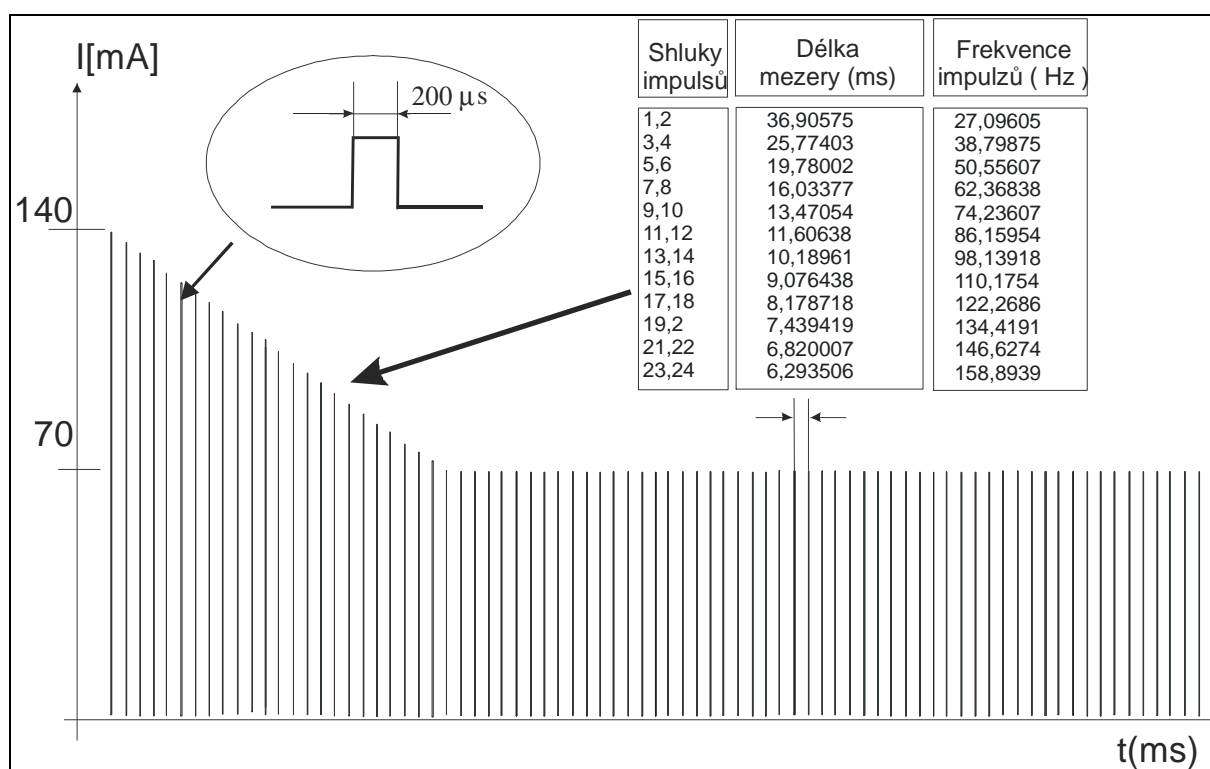 I[mA]
200 μs
140
70
Shluky impulsů
Délka mezery (ms)
Frekvence impulzů ( Hz )
1,2 36,90575 27,09605
3,4 25,77403 38,79875
5,6 19,78002 50,55607
7,8 16,03377 62,36838
9,10 13,47054 74,23607
11,12 11,60638 86,15954
13,14 10,18961 98,13918
15,16 9,076438 110,1754
17,18 8,178718 122,2686
19,2 7,439419 134,4191
21,22 6,820007 146,6274
23,24 6,293506 158,8939
t(ms)